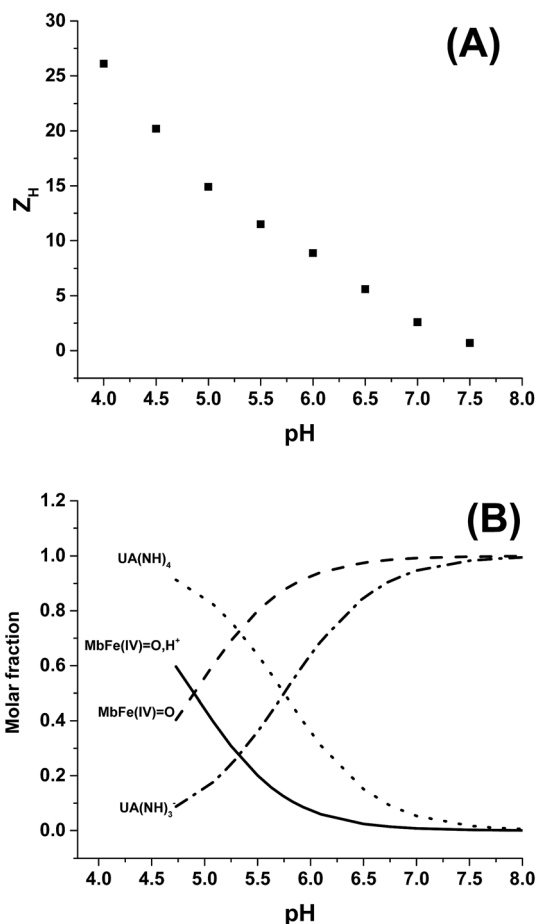 (A)
30
25
20
15
10
5
0
Z_H
4.0 4.5 5.0 5.5 6.0 6.5 7.0 7.5 8.0
pH
(B)
1.2
1.0
0.8
0.6
0.4
0.2
0.0
Molar fraction
UA(NH)₄
MbFe(IV)=O,H⁺
MbFe(IV)=O
UA(NH)₃⁻
4.0 4.5 5.0 5.5 6.0 6.5 7.0 7.5 8.0
pH